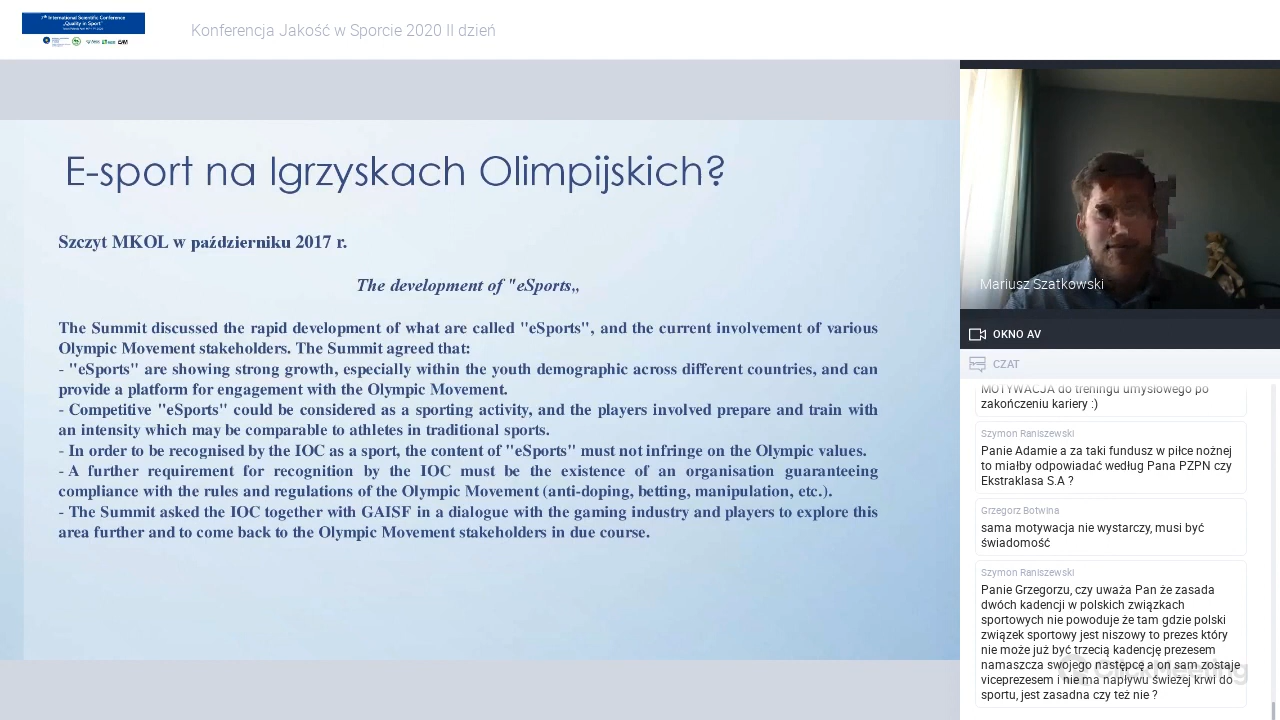 7th International Scientific Conference
„Quality in Sport"
Konferencja Jakość w Sporcie 2020 II dzień
E-sport na Igrzyskach Olimpijskich?
Szczyt MKOL w październiku 2017 r.
The development of "eSports„
The Summit discussed the rapid development of what are called "eSports", and the current involvement of various
Olympic Movement stakeholders. The Summit agreed that:
- "eSports" are showing strong growth, especially within the youth demographic across different countries, and can
provide a platform for engagement with the Olympic Movement.
- Competitive "eSports" could be considered as a sporting activity, and the players involved prepare and train with
an intensity which may be comparable to athletes in traditional sports.
- In order to be recognised by the IOC as a sport, the content of "eSports" must not infringe on the Olympic values.
- A further requirement for recognition by the IOC must be the existence of an organisation guaranteeing
compliance with the rules and regulations of the Olympic Movement (anti-doping, betting, manipulation, etc.).
- The Summit asked the IOC together with GAISF in a dialogue with the gaming industry and players to explore this
area further and to come back to the Olympic Movement stakeholders in due course.
Mariusz Szatkowski
OKNO AV
CZAT
MOTYWACJA do treningu umysłowego po
zakończeniu kariery :)
Szymon Raniszewski
Panie Adamie a za taki fundusz w piłce nożnej
to miałby odpowiadać według Pana PZPN czy
Ekstraklasa S.A ?
Grzegorz Botwina
sama motywacja nie wystarczy, musi być
świadomość
Szymon Raniszewski
Panie Grzegorzu, czy uważa Pan że zasada
dwóch kadencji w polskich związkach
sportowych nie powoduje że tam gdzie polski
związek sportowy jest niszowy to prezes który
nie może już być trzecią kadencję prezesem
namaszcza swojego następcę a on sam zostaje
wiceprezesem i nie ma napływu świeżej krwi do
sportu, jest zasadna czy też nie ?
ClickMeeting